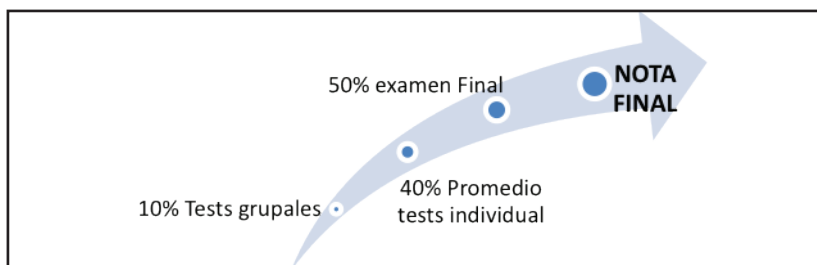 50% examen Final
NOTA
FINAL
40% Promedio
tests individual
10% Tests grupales